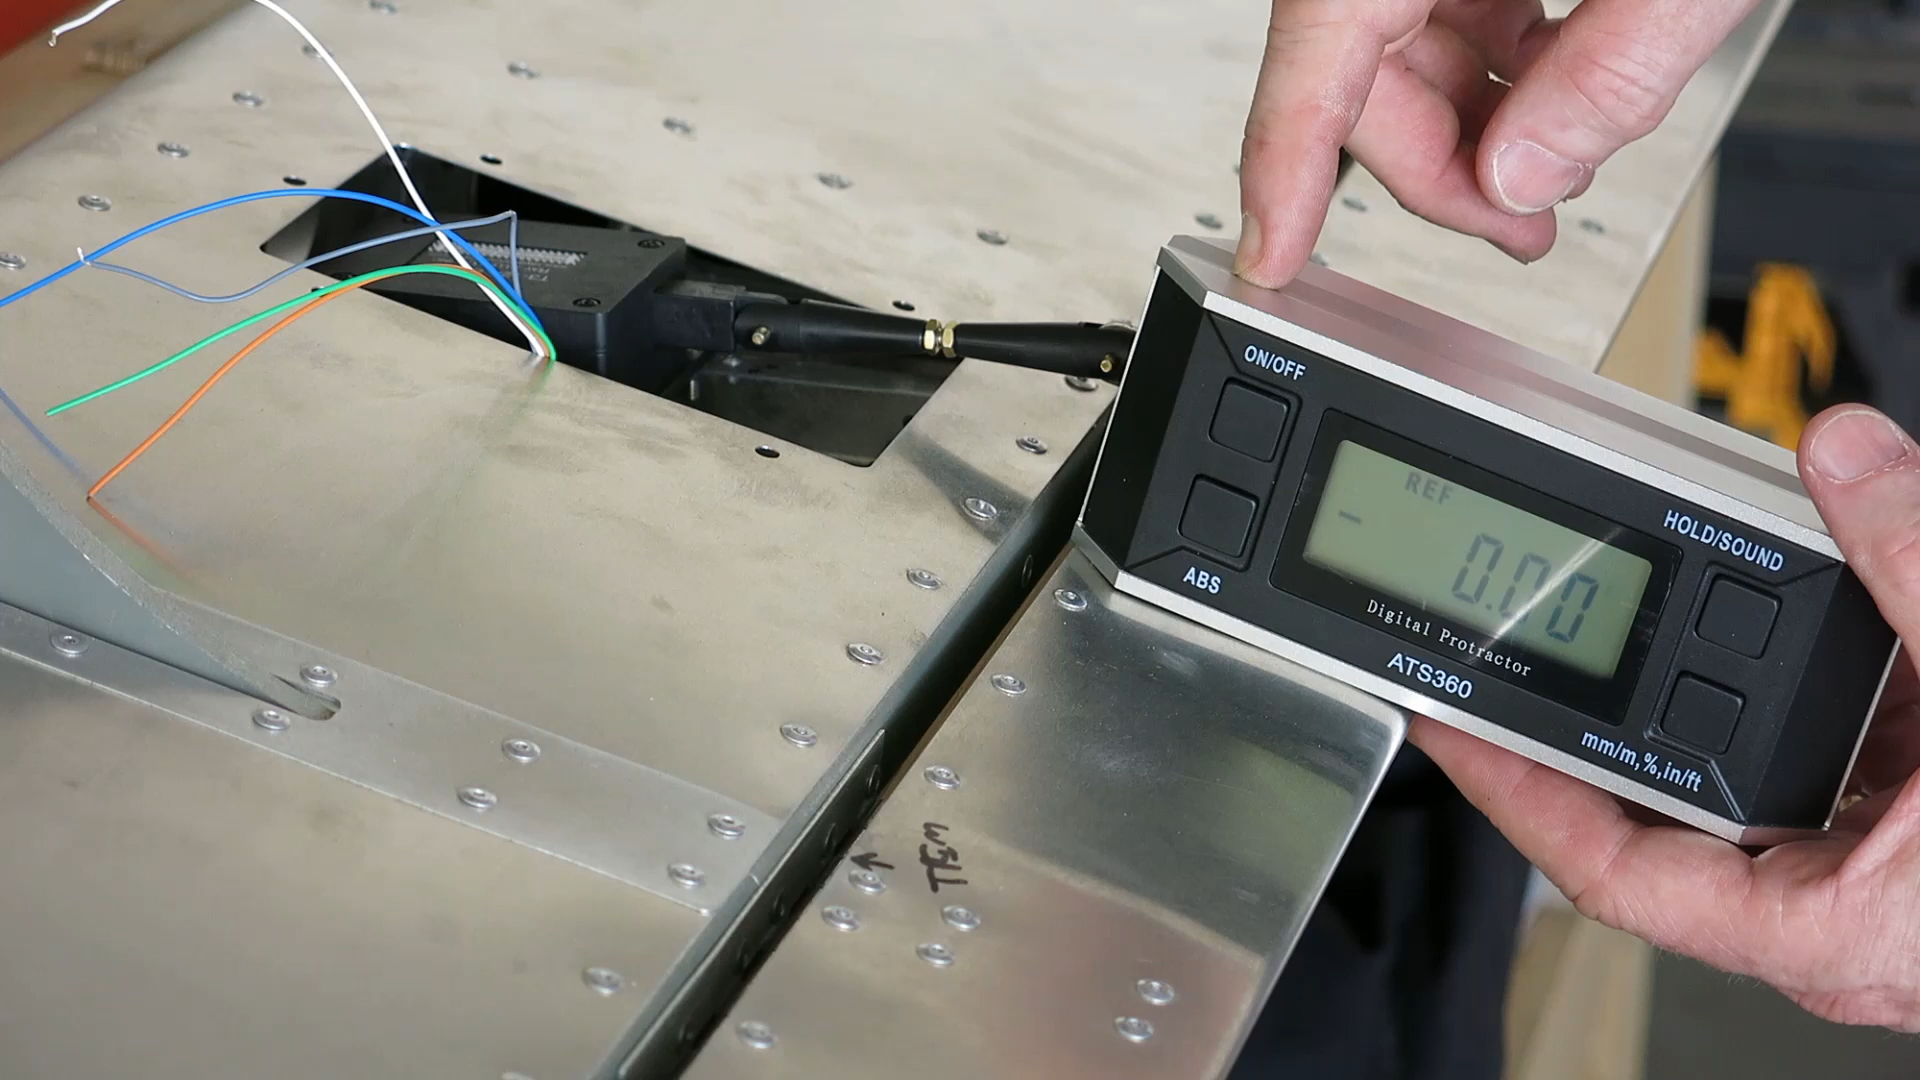 ON/OFF
REF
- 0.00
HOLD/SOUND
ABS
Digital Protractor
ATS360
mm/m,%,in/ft